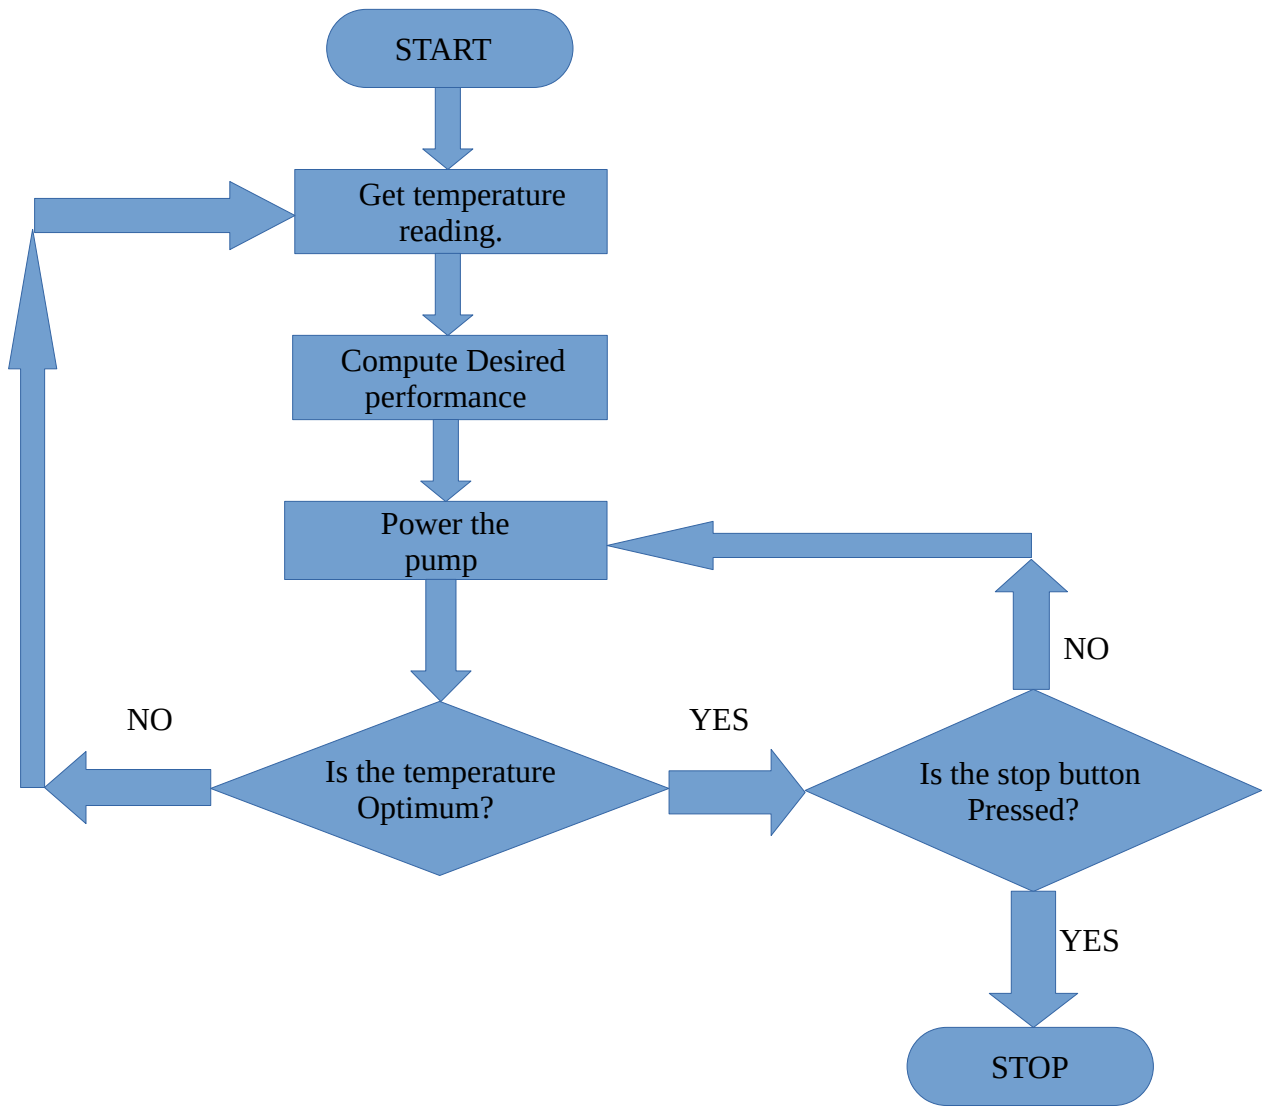 START
Get temperature
reading.
Compute Desired
performance
Power the
pump
NO
NO
YES
Is the temperature
Optimum?
Is the stop button
Pressed?
YES
STOP